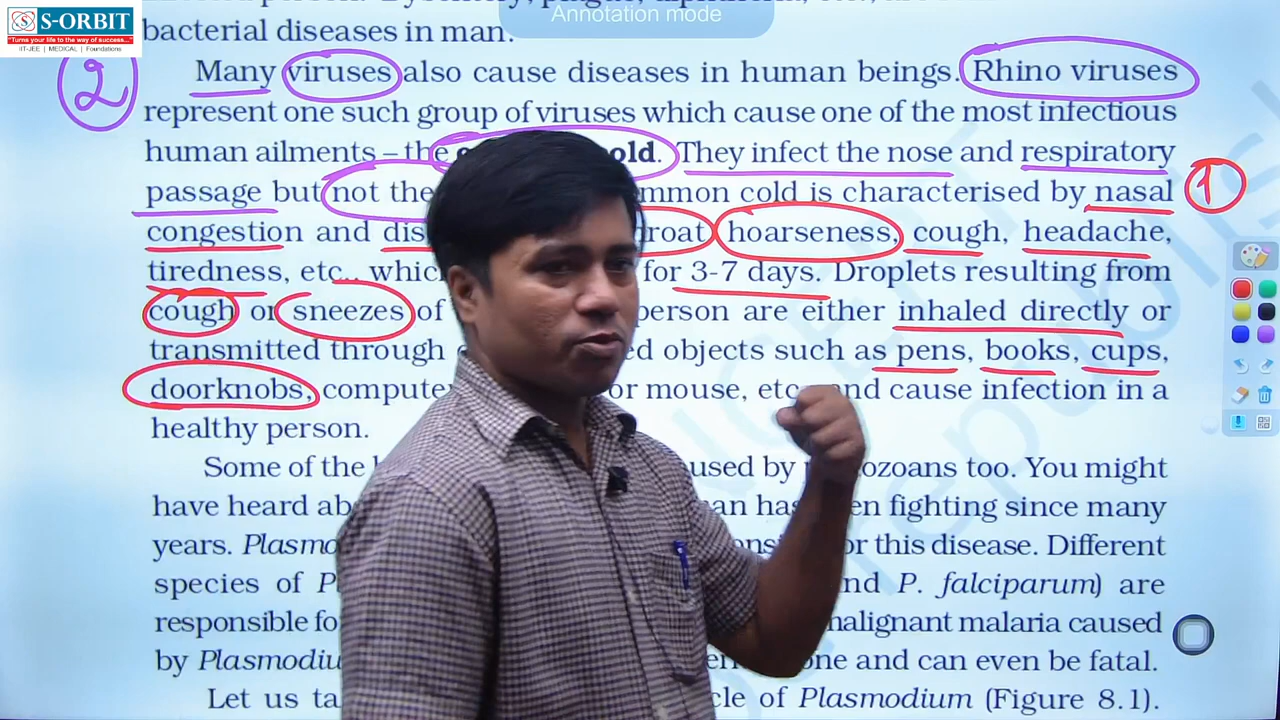 S-ORBIT
"Turns your life to the way of success..."
IIT-JEE | MEDICAL | Foundations
Annotation mode
bacterial diseases in man.
2
Many viruses also cause diseases in human beings. Rhino viruses
represent one such group of viruses which cause one of the most infectious
human ailments – the old. They infect the nose and respiratory
passage but not the mmon cold is characterised by nasal
1
congestion and dis roat hoarseness, cough, headache,
tiredness, etc., whic for 3-7 days. Droplets resulting from
cough or sneezes of person are either inhaled directly or
transmitted through ed objects such as pens, books, cups,
doorknobs, compute or mouse, etc and cause infection in a
healthy person.
Some of the used by ozoans too. You might
have heard ab an has en fighting since many
years. Plasmo onsi or this disease. Different
species of P nd P. falciparum) are
responsible fo malignant malaria caused
by Plasmodiu one and can even be fatal.
Let us ta cle of Plasmodium (Figure 8.1).